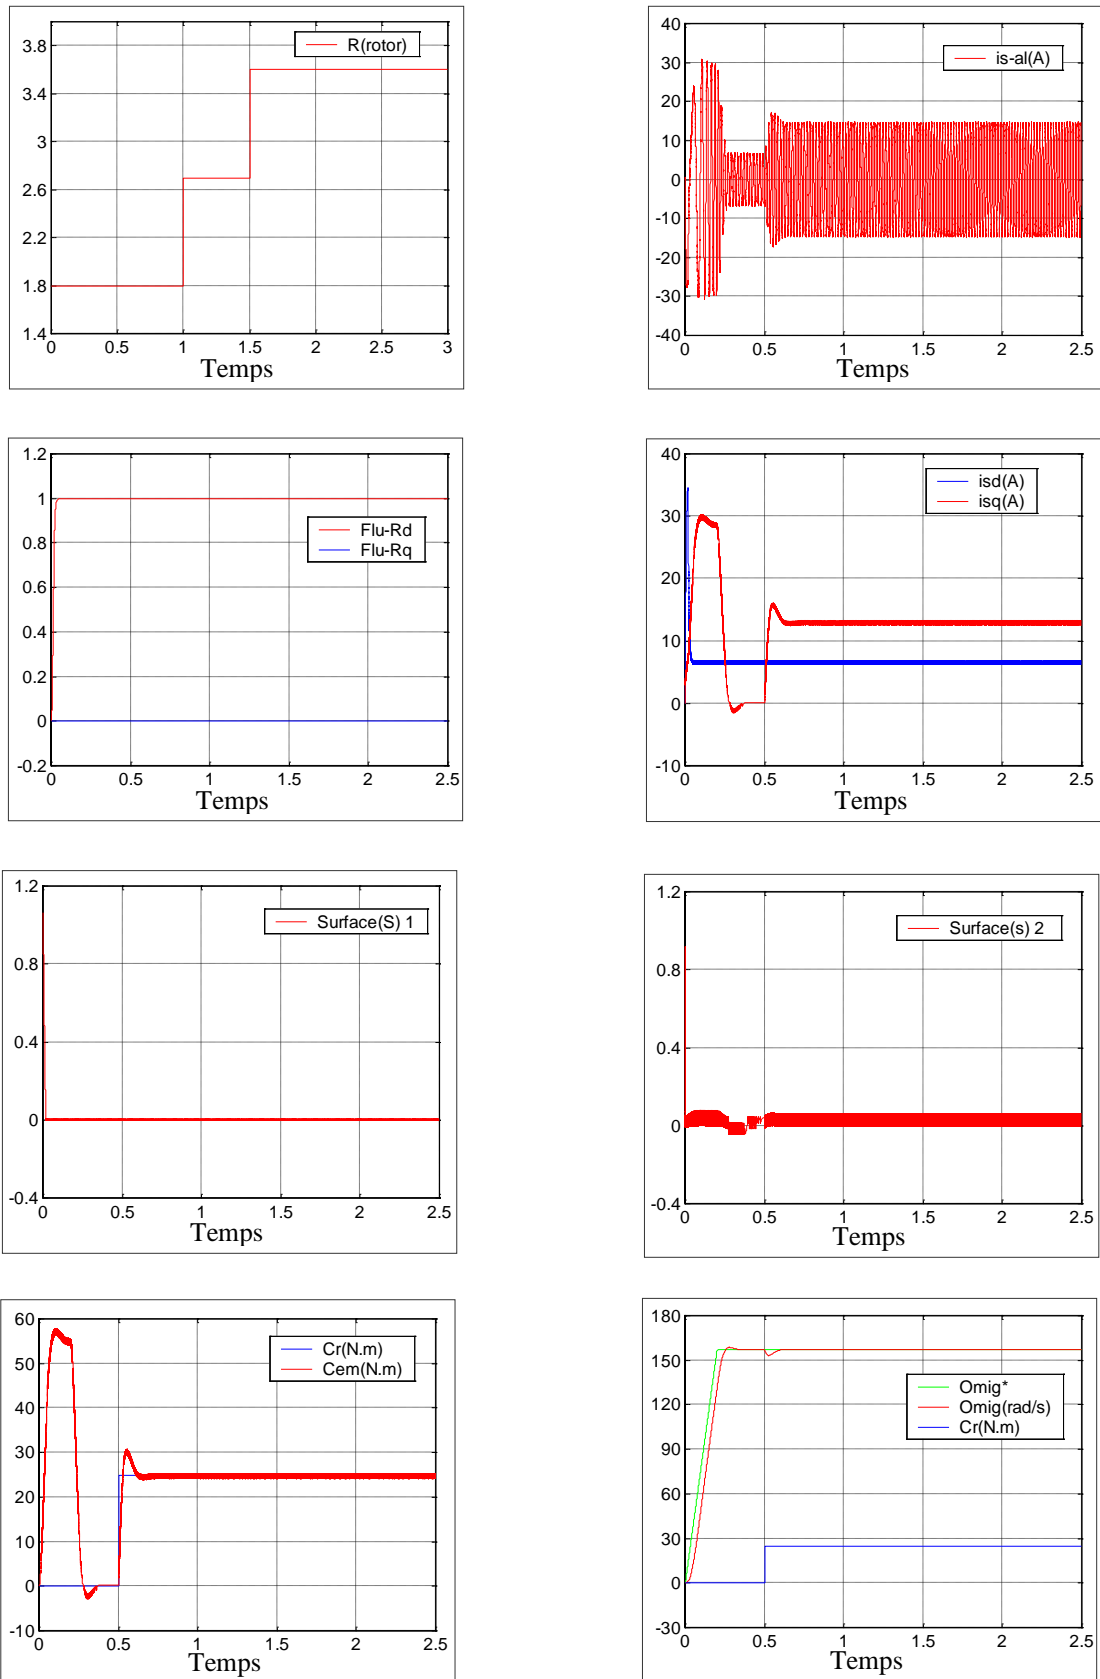 3.8
3.4
3
2.6
2.2
1.8
1.4
R(rotor)
0 0.5 1 1.5 2 2.5 3
Temps
40
30
20
10
0
-10
-20
-30
-40
is-al(A)
0 0.5 1 1.5 2 2.5
Temps
1.2
1
0.8
0.6
0.4
0.2
0
-0.2
Flu-Rd
Flu-Rq
0 0.5 1 1.5 2 2.5
Temps
40
30
20
10
0
-10
isd(A)
isq(A)
0 0.5 1 1.5 2 2.5
Temps
1.2
0.8
0.4
0
-0.4
Surface(S) 1
0 0.5 1 1.5 2 2.5
Temps
1.2
0.8
0.4
0
-0.4
Surface(s) 2
0 0.5 1 1.5 2 2.5
Temps
60
50
40
30
20
10
0
-10
Cr(N.m)
Cem(N.m)
0 0.5 1 1.5 2 2.5
Temps
180
150
120
90
60
30
0
-30
Omig*
Omig(rad/s)
Cr(N.m)
0 0.5 1 1.5 2 2.5
Temps